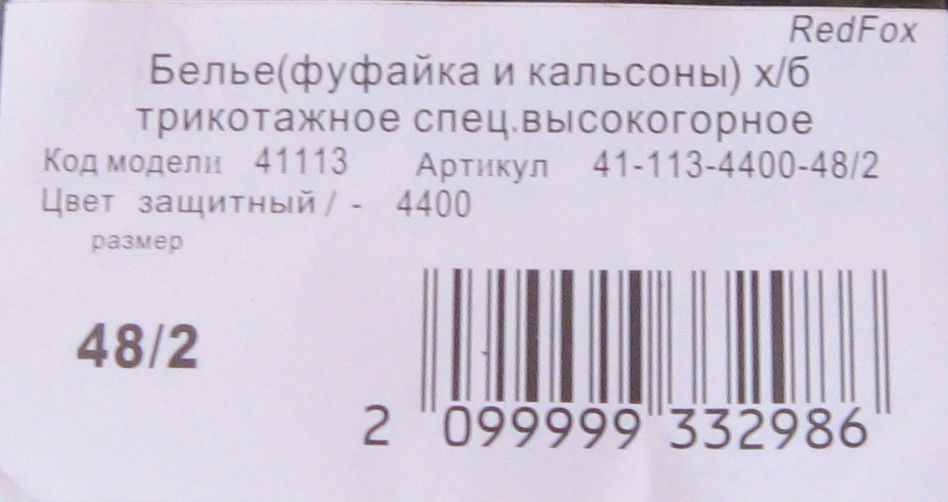 RedFox
Белье(фуфайка и кальсоны) х/б
трикотажное спец.высокогорное
Код модели 41113 Артикул 41-113-4400-48/2
Цвет защитный / - 4400
размер
48/2
2 099999 332986